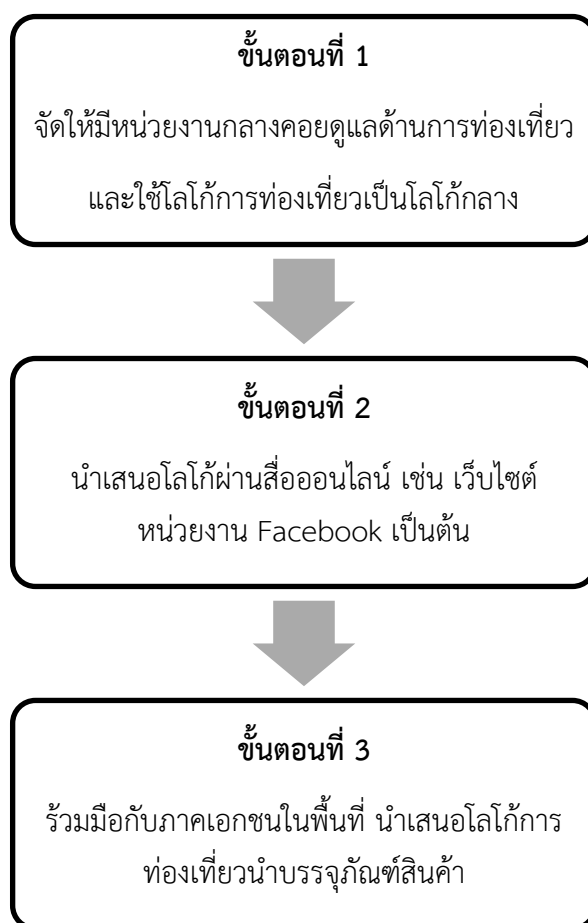 ขั้นตอนที่ 1
จัดให้มีหน่วยงานกลางคอยดูแลด้านการท่องเที่ยว
และใช้โลโก้การท่องเที่ยวเป็นโลโก้กลาง
ขั้นตอนที่ 2
นำเสนอโลโก้ผ่านสื่อออนไลน์ เช่น เว็บไซต์
หน่วยงาน Facebook เป็นต้น
ขั้นตอนที่ 3
ร้วมมือกับภาคเอกชนในพื้นที่ นำเสนอโลโก้การ
ท่องเที่ยวนำบรรจุภัณฑ์สินค้า